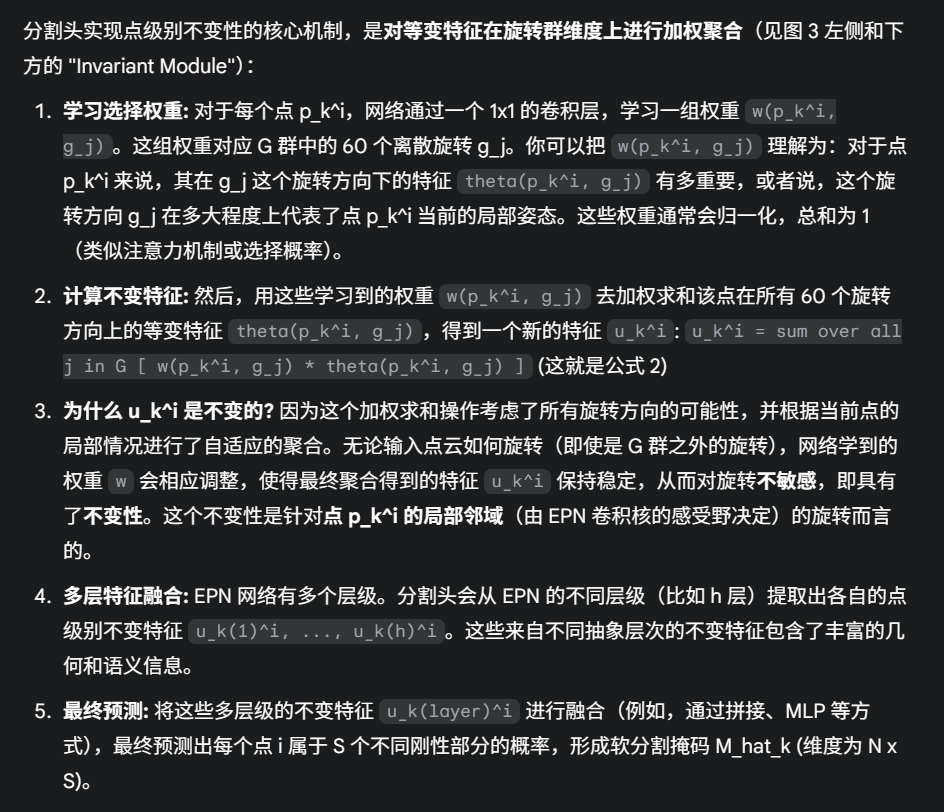 分割头实现点级别不变性的核心机制，是对等变特征在旋转群维度上进行加权聚合（见图 3 左侧和下
方的 "Invariant Module"）：
1. 学习选择权重: 对于每个点 p_k^i，网络通过一个 1x1 的卷积层，学习一组权重 w(p_k^i,
g_j) 。这组权重对应 G 群中的 60 个离散旋转 g_j。你可以把 w(p_k^i, g_j) 理解为：对于点
p_k^i 来说，其在 g_j 这个旋转方向下的特征 theta(p_k^i, g_j) 有多重要，或者说，这个旋
转方向 g_j 在多大程度上代表了点 p_k^i 当前的局部姿态。这些权重通常会归一化，总和为 1
（类似注意力机制或选择概率）。
2. 计算不变特征: 然后，用这些学习到的权重 w(p_k^i, g_j) 去加权求和该点在所有 60 个旋转
方向上的等变特征 theta(p_k^i, g_j) ，得到一个新的特征 u_k^i : u_k^i = sum over all
j in G [ w(p_k^i, g_j) * theta(p_k^i, g_j) ] (这就是公式 2)
3. 为什么 u_k^i 是不变的? 因为这个加权求和操作考虑了所有旋转方向的可能性，并根据当前点的
局部情况进行了自适应的聚合。无论输入点云如何旋转（即使是 G 群之外的旋转），网络学到的
权重 w 会相应调整，使得最终聚合得到的特征 u_k^i 保持稳定，从而对旋转不敏感，即具有
了不变性。这个不变性是针对点 p_k^i 的局部邻域（由 EPN 卷积核的感受野决定）的旋转而言
的。
4. 多层特征融合: EPN 网络有多个层级。分割头会从 EPN 的不同层级（比如 h 层）提取出各自的点
级别不变特征 u_k(1)^i, ..., u_k(h)^i 。这些来自不同抽象层次的不变特征包含了丰富的几
何和语义信息。
5. 最终预测: 将这些多层级的不变特征 u_k(layer)^i 进行融合（例如，通过拼接、MLP 等方
式），最终预测出每个点 i 属于 S 个不同刚性部分的概率，形成软分割掩码 M_hat_k (维度为 N x
S)。